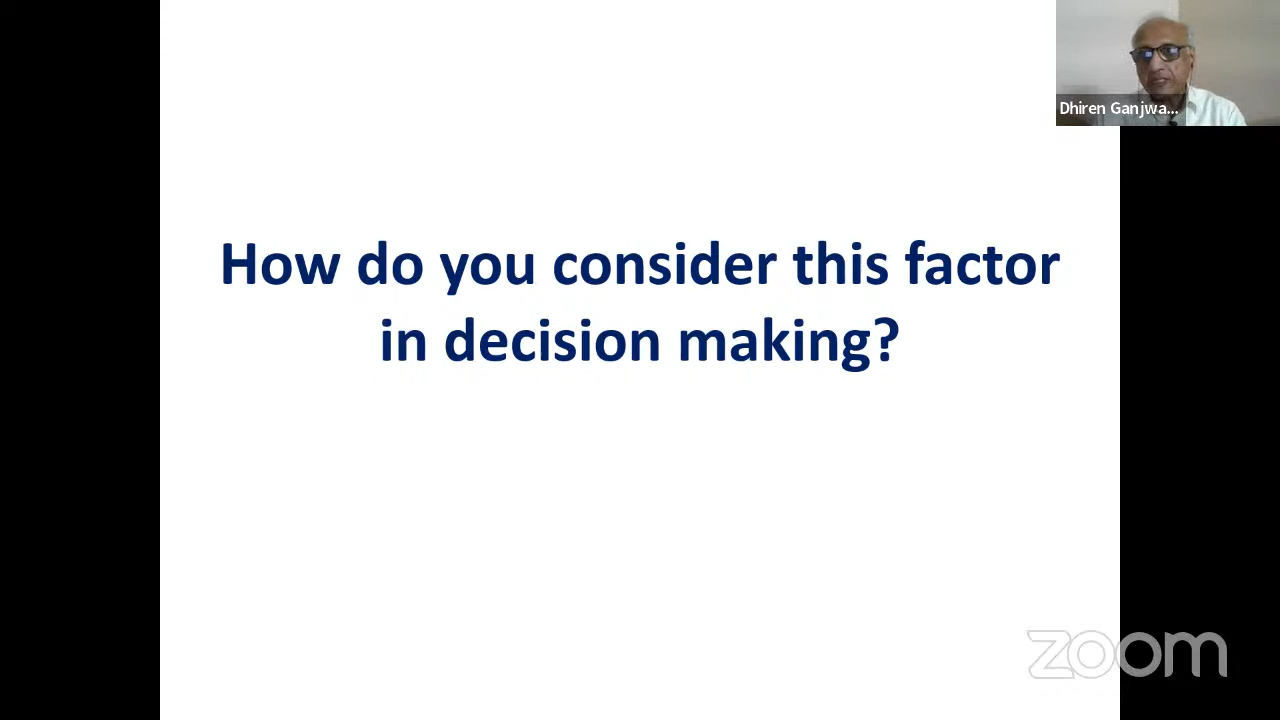 Dhiren Ganjwa...
How do you consider this factor
in decision making?
zoom